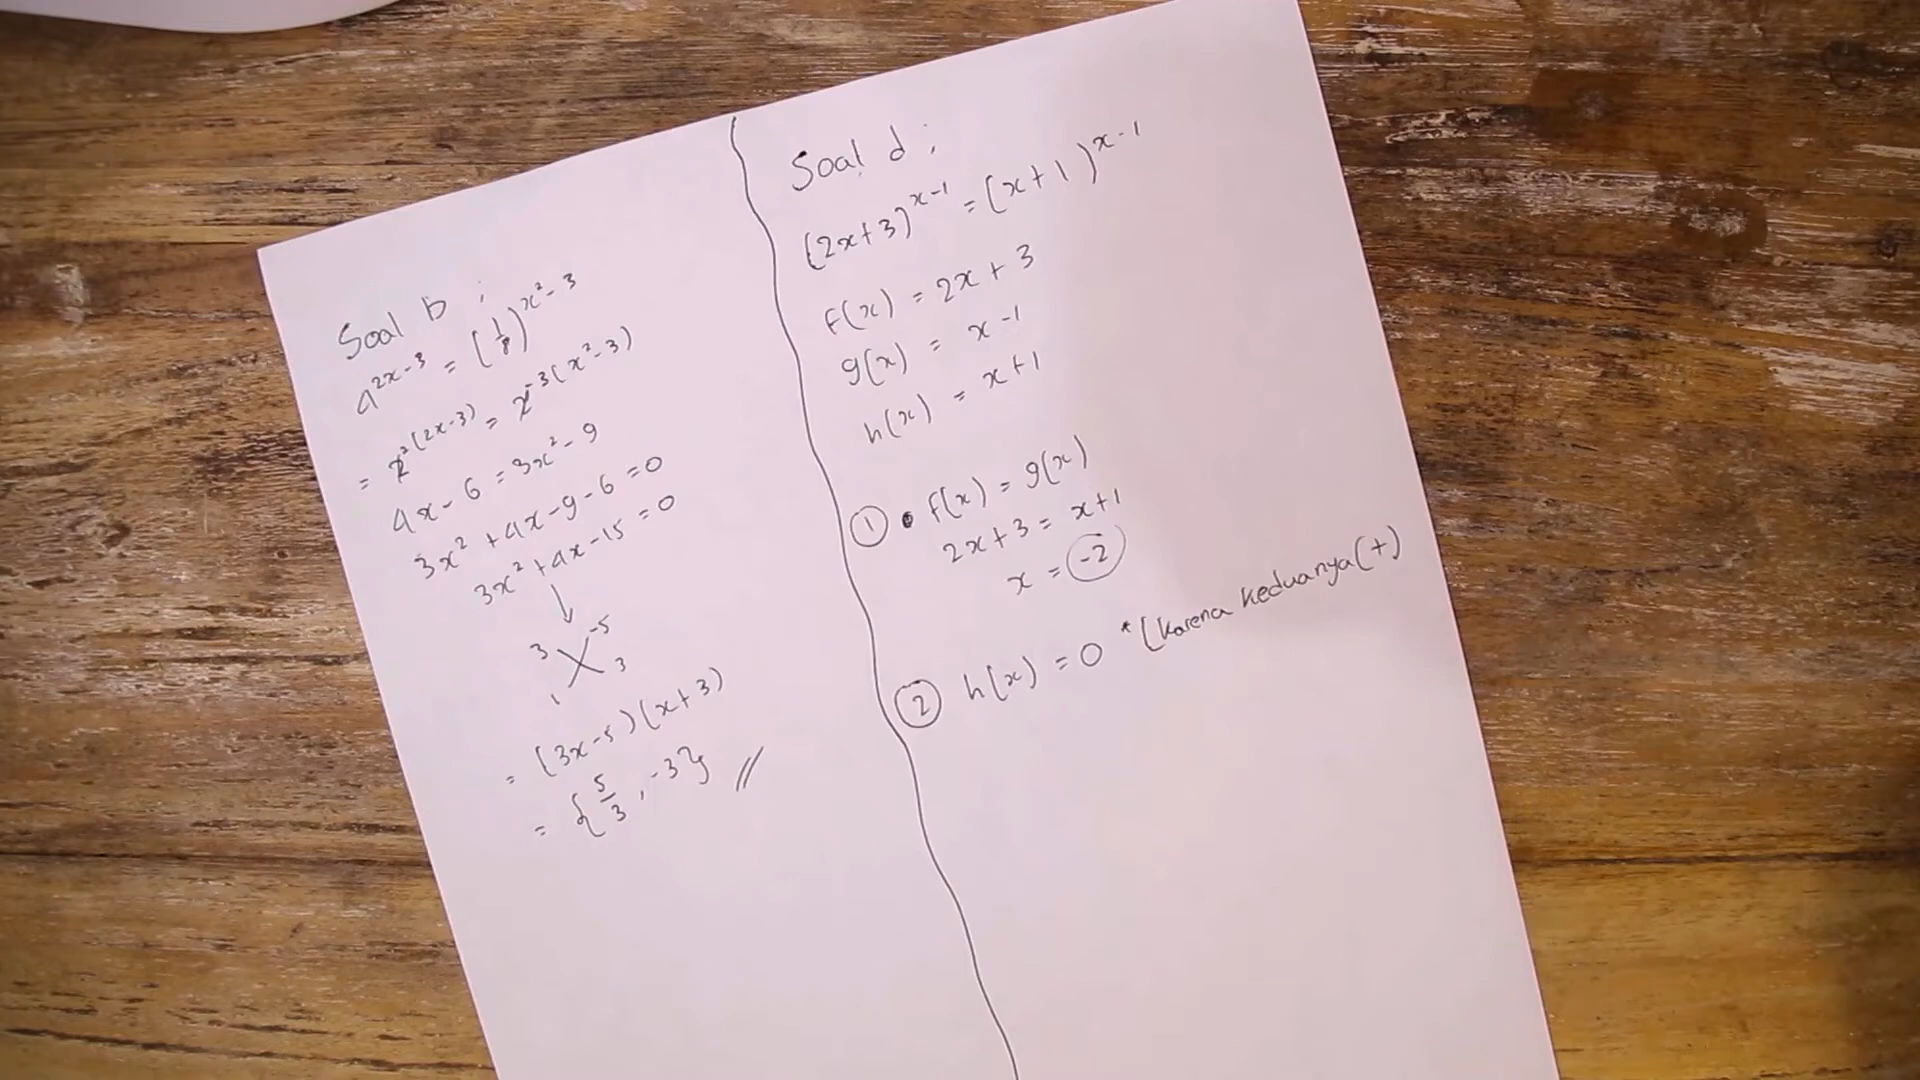 Soal b :
4^{2x-3} = (1/8)^{x²-3}
= 2^{2(2x-3)} = 2^{-3(x²-3)}
4x - 6 = 3x² - 9
3x² + 4x - 9 - 6 = 0
3x² + 4x - 15 = 0
3 -5
1 3
= (3x-5)(x+3)
= {5/3, -3} //
Soal d :
(2x+3)^{x-1} = (x+1)^{x-1}
f(x) = 2x + 3
g(x) = x - 1
h(x) = x + 1
① • f(x) = g(x)
2x + 3 = x + 1
x = -2
② h(x) = 0 * (karena keduanya (+)